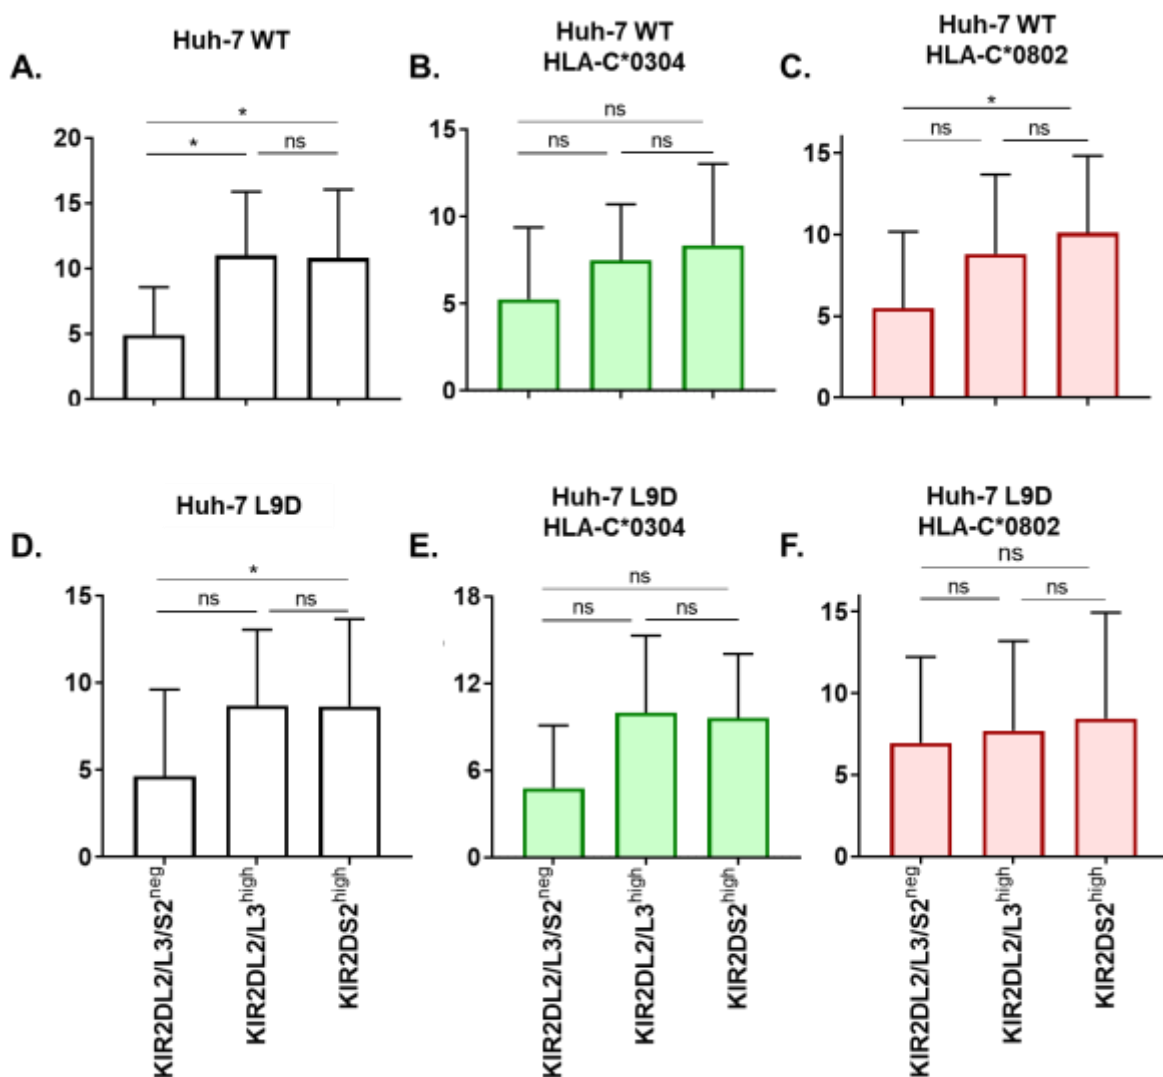 A.
Huh-7 WT
*
*
ns
20
15
10
5
0
B.
Huh-7 WT
HLA-C*0304
ns
ns
ns
15
10
5
0
C.
Huh-7 WT
HLA-C*0802
*
ns
ns
15
10
5
0
D.
Huh-7 L9D
*
ns
ns
15
10
5
0
KIR2DL2/L3/S2neg
KIR2DL2/L3high
KIR2DS2high
E.
Huh-7 L9D
HLA-C*0304
ns
ns
ns
18
12
6
0
KIR2DL2/L3/S2neg
KIR2DL2/L3high
KIR2DS2high
F.
Huh-7 L9D
HLA-C*0802
ns
ns
ns
15
10
5
0
KIR2DL2/L3/S2neg
KIR2DL2/L3high
KIR2DS2high